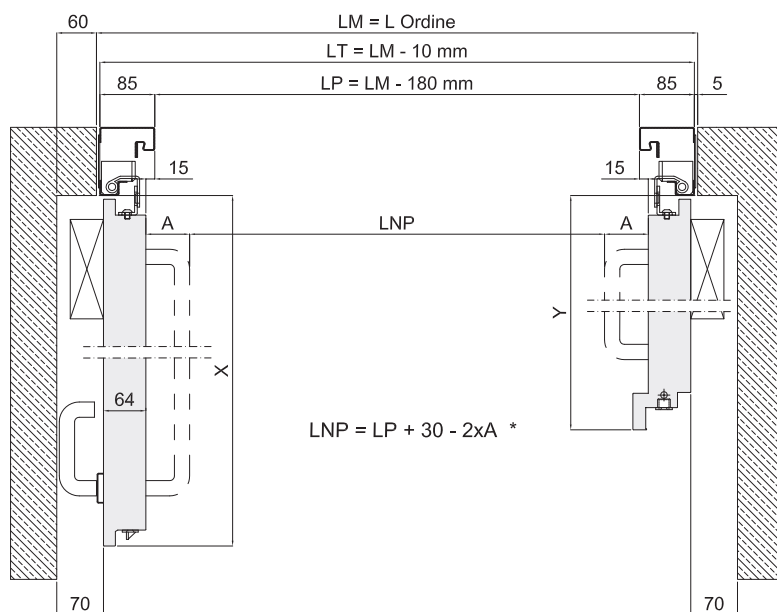 60
LM = L Ordine
LT = LM - 10 mm
85
LP = LM - 180 mm
85
5
15
15
A
LNP
A
X
Y
64
LNP = LP + 30 - 2xA *
70
70